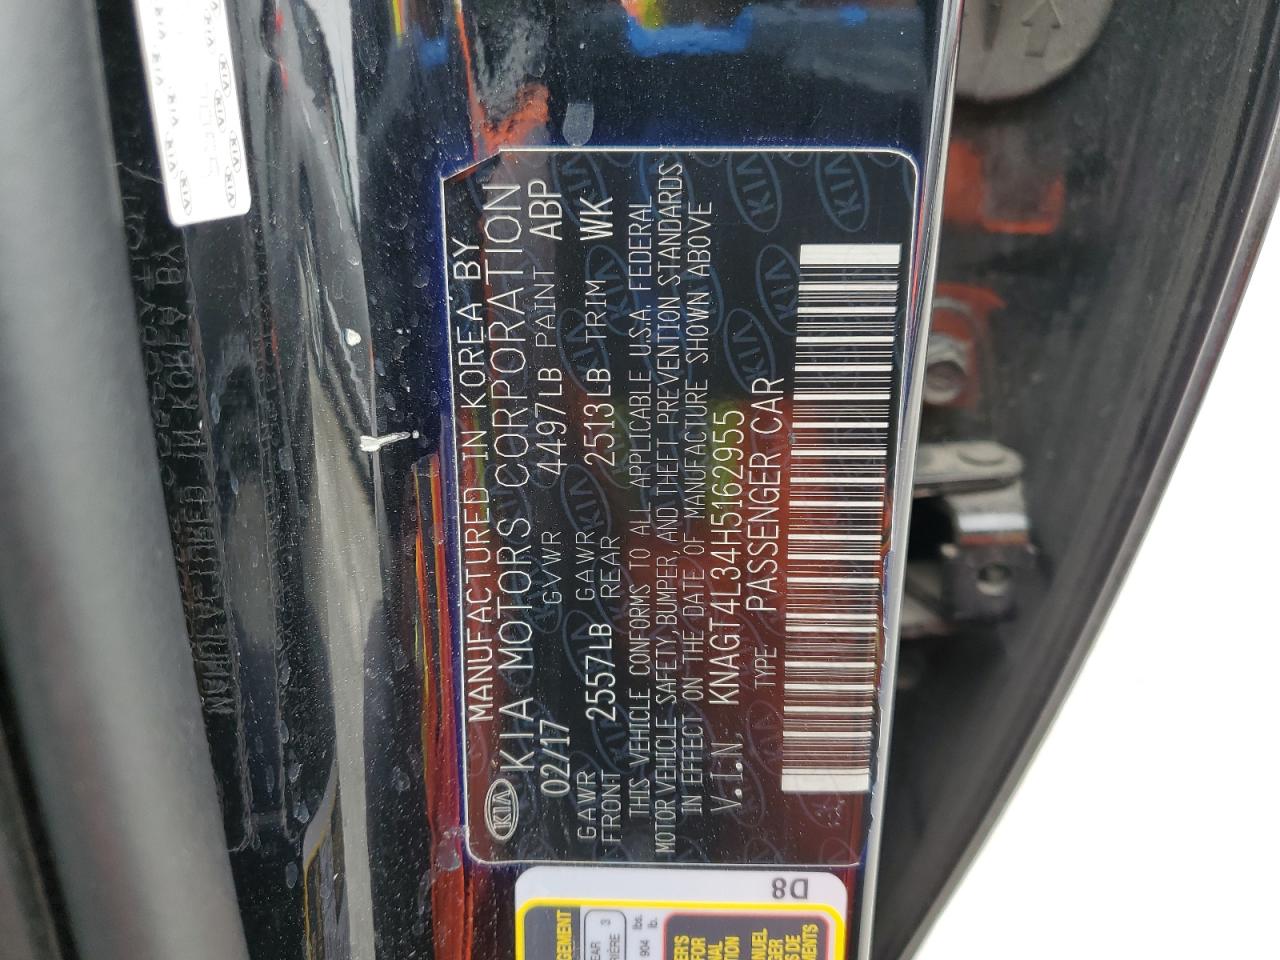 MANUFACTURED IN KOREA BY
KIA KIA MOTORS CORPORATION
02/17 GVWR 4497LB PAINT ABP
GAWR FRONT 2557LB GAWR REAR 2513LB TRIM WK
THIS VEHICLE CONFORMS TO ALL APPLICABLE U.S.A. FEDERAL
MOTOR VEHICLE SAFETY, BUMPER, AND THEFT PREVENTION STANDARDS
IN EFFECT ON THE DATE OF MANUFACTURE SHOWN ABOVE
V.I.N. KNAGT4L34H5162955
TYPE PASSENGER CAR
D8